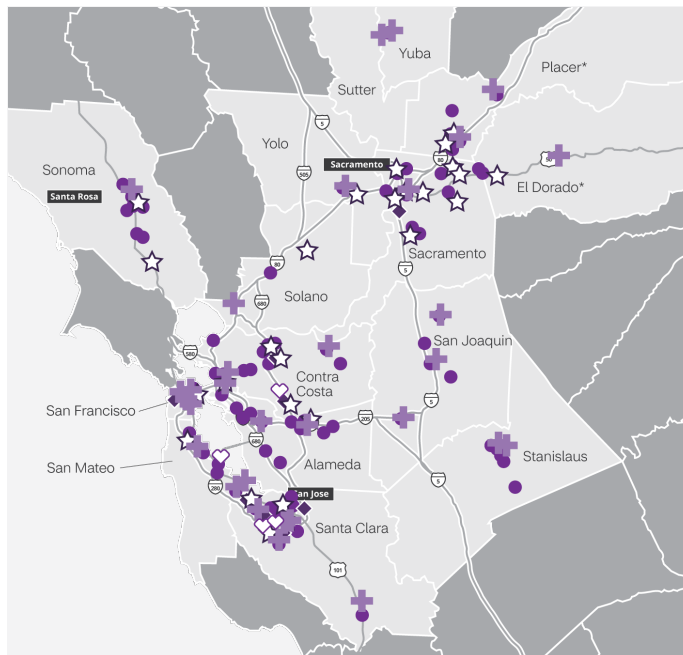 Yuba
Placer*
Sutter
5
Yolo
Sacramento
80
50
505
Sonoma
El Dorado*
Santa Rosa
Sacramento
80
5
Solano
680
San Joaquin
580
Contra
Costa
San Francisco
5
205
680
Alameda
Stanislaus
San Mateo
5
280
San Jose
Santa Clara
101